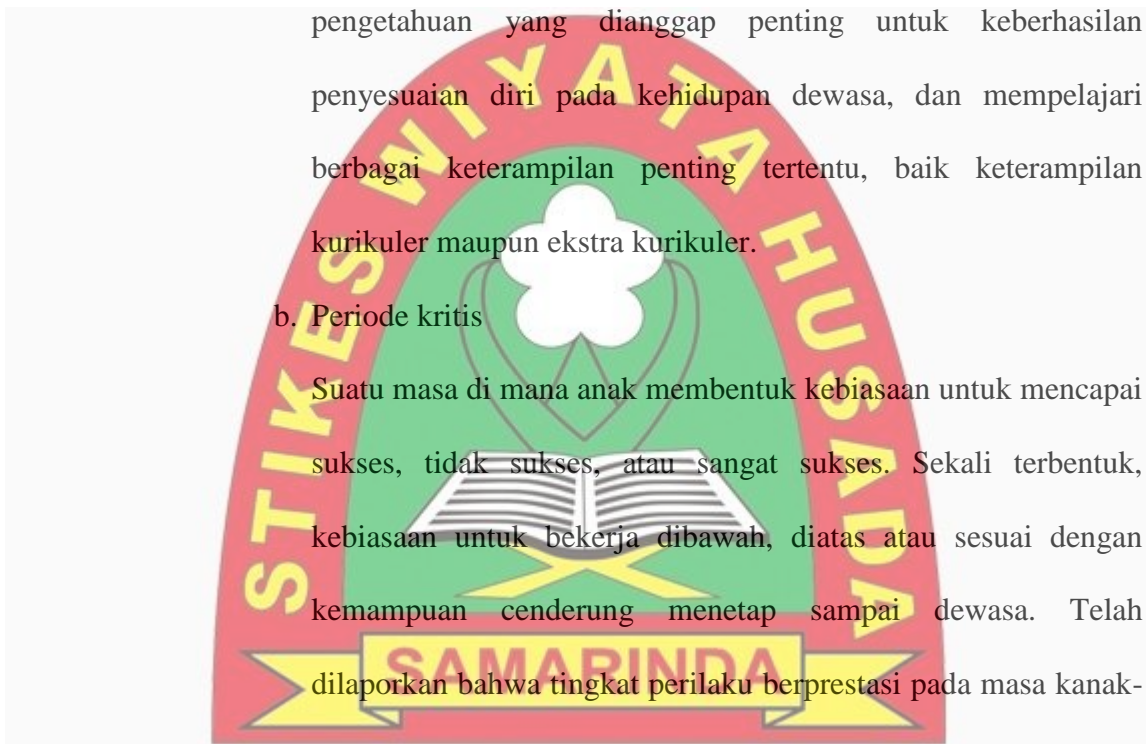 pengetahuan yang dianggap penting untuk keberhasilan
penyesuaian diri pada kehidupan dewasa, dan mempelajari
berbagai keterampilan penting tertentu, baik keterampilan
kurikuler maupun ekstra kurikuler.
b. Periode kritis
Suatu masa di mana anak membentuk kebiasaan untuk mencapai
sukses, tidak sukses, atau sangat sukses. Sekali terbentuk,
kebiasaan untuk bekerja dibawah, diatas atau sesuai dengan
kemampuan cenderung menetap sampai dewasa. Telah
dilaporkan bahwa tingkat perilaku berprestasi pada masa kanak-
STIKES WIYATA HUSADA
SAMARINDA